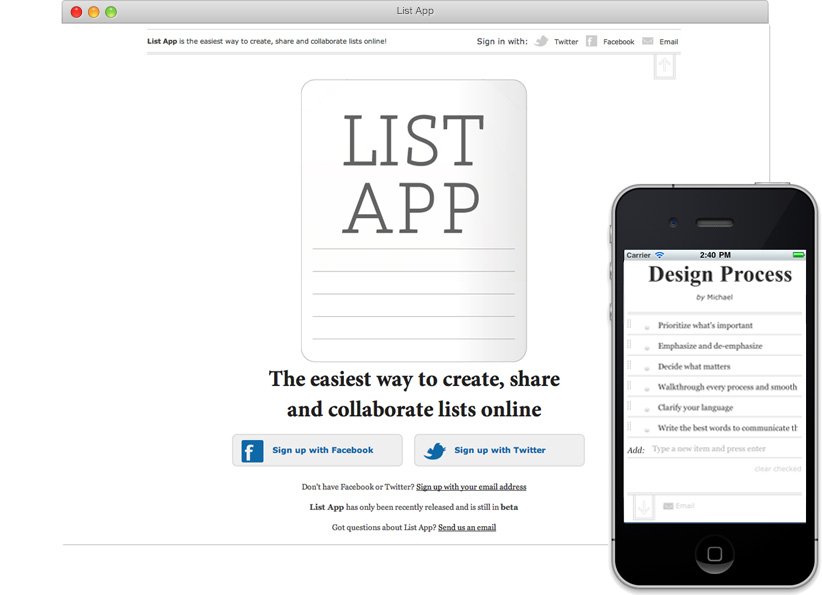 List App
List App is the easiest way to create, share and collaborate lists online!
Sign in with: Twitter Facebook Email
LIST
APP
The easiest way to create, share
and collaborate lists online
Sign up with Facebook
Sign up with Twitter
Don't have Facebook or Twitter? Sign up with your email address
List App has only been recently released and is still in beta
Got questions about List App? Send us an email
Carrier 2:40 PM
Design Process
by Michael
Prioritize what's important
Emphasize and de-emphasize
Decide what matters
Walkthrough every process and smooth
Clarify your language
Write the best words to communicate th
Add: Type a new item and press enter
clear checked
Email